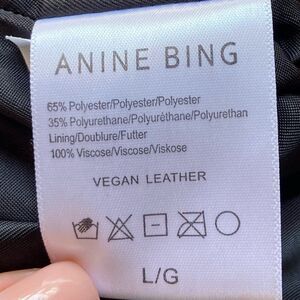 ANINE BING
65% Polyester/Polyester/Polyester
35% Polyurethane/Polyuréthane/Polyurethan
Lining/Doublure/Futter
100% Viscose/Viscose/Viskose
VEGAN LEATHER
L/G